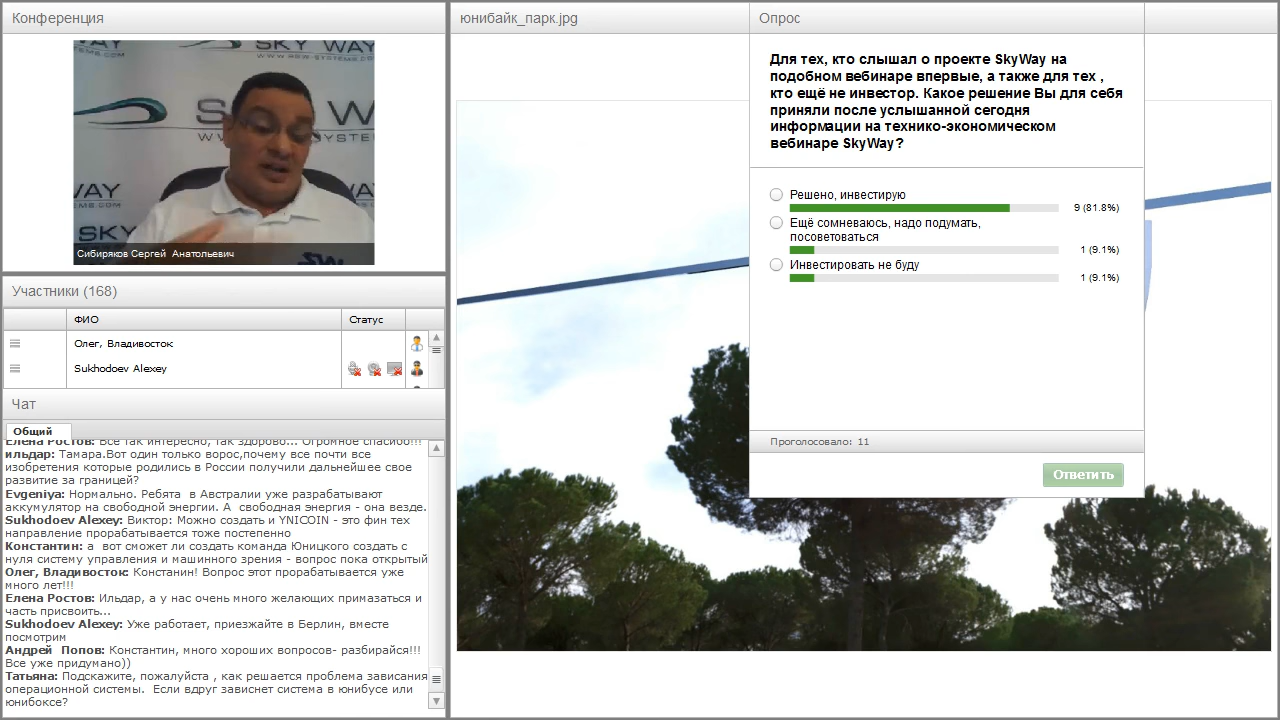 Конференция
SKY WAY
SYSTEMS.COM
WWW.RSW-SYSTEMS.COM
WAY
Сибиряков Сергей Анатольевич
Участники (168)
ФИО
Статус
Олег, Владивосток
Sukhodoev Alexey
Чат
Общий
Елена Ростов: Все так интересно, так здорово... Огромное спасибо!!!
ильдар: Тамара.Вот один только ворос,почему все почти все
изобретения которые родились в России получили дальнейшее свое
развитие за границей?
Evgeniya: Нормально. Ребята в Австралии уже разрабатывают
аккумулятор на свободной энергии. А свободная энергия - она везде.
Sukhodoev Alexey: Виктор: Можно создать и YNICOIN - это фин тех
направление прорабатывается тоже постепенно
Константин: а вот сможет ли создать команда Юницкого создать с
нуля систему управления и машинного зрения - вопрос пока открытый
Олег, Владивосток: Констанин! Вопрос этот прорабатывается уже
много лет!!!
Елена Ростов: Ильдар, а у нас очень много желающих примазаться и
часть присвоить...
Sukhodoev Alexey: Уже работает, приезжайте в Берлин, вместе
посмотрим
Андрей Попов: Константин, много хороших вопросов- разбирайся!!!
Все уже придумано))
Татьяна: Подскажите, пожалуйста , как решается проблема зависания
операционной системы. Если вдруг зависнет система в юнибусе или
юнибоксе?
юнибайк_парк.jpg
Опрос
Для тех, кто слышал о проекте SkyWay на
подобном вебинаре впервые, а также для тех ,
кто ещё не инвестор. Какое решение Вы для себя
приняли после услышанной сегодня
информации на технико-экономическом
вебинаре SkyWay?
Решено, инвестирую
9 (81.8%)
Ещё сомневаюсь, надо подумать,
посоветоваться
1 (9.1%)
Инвестировать не буду
1 (9.1%)
Проголосовало: 11
Ответить